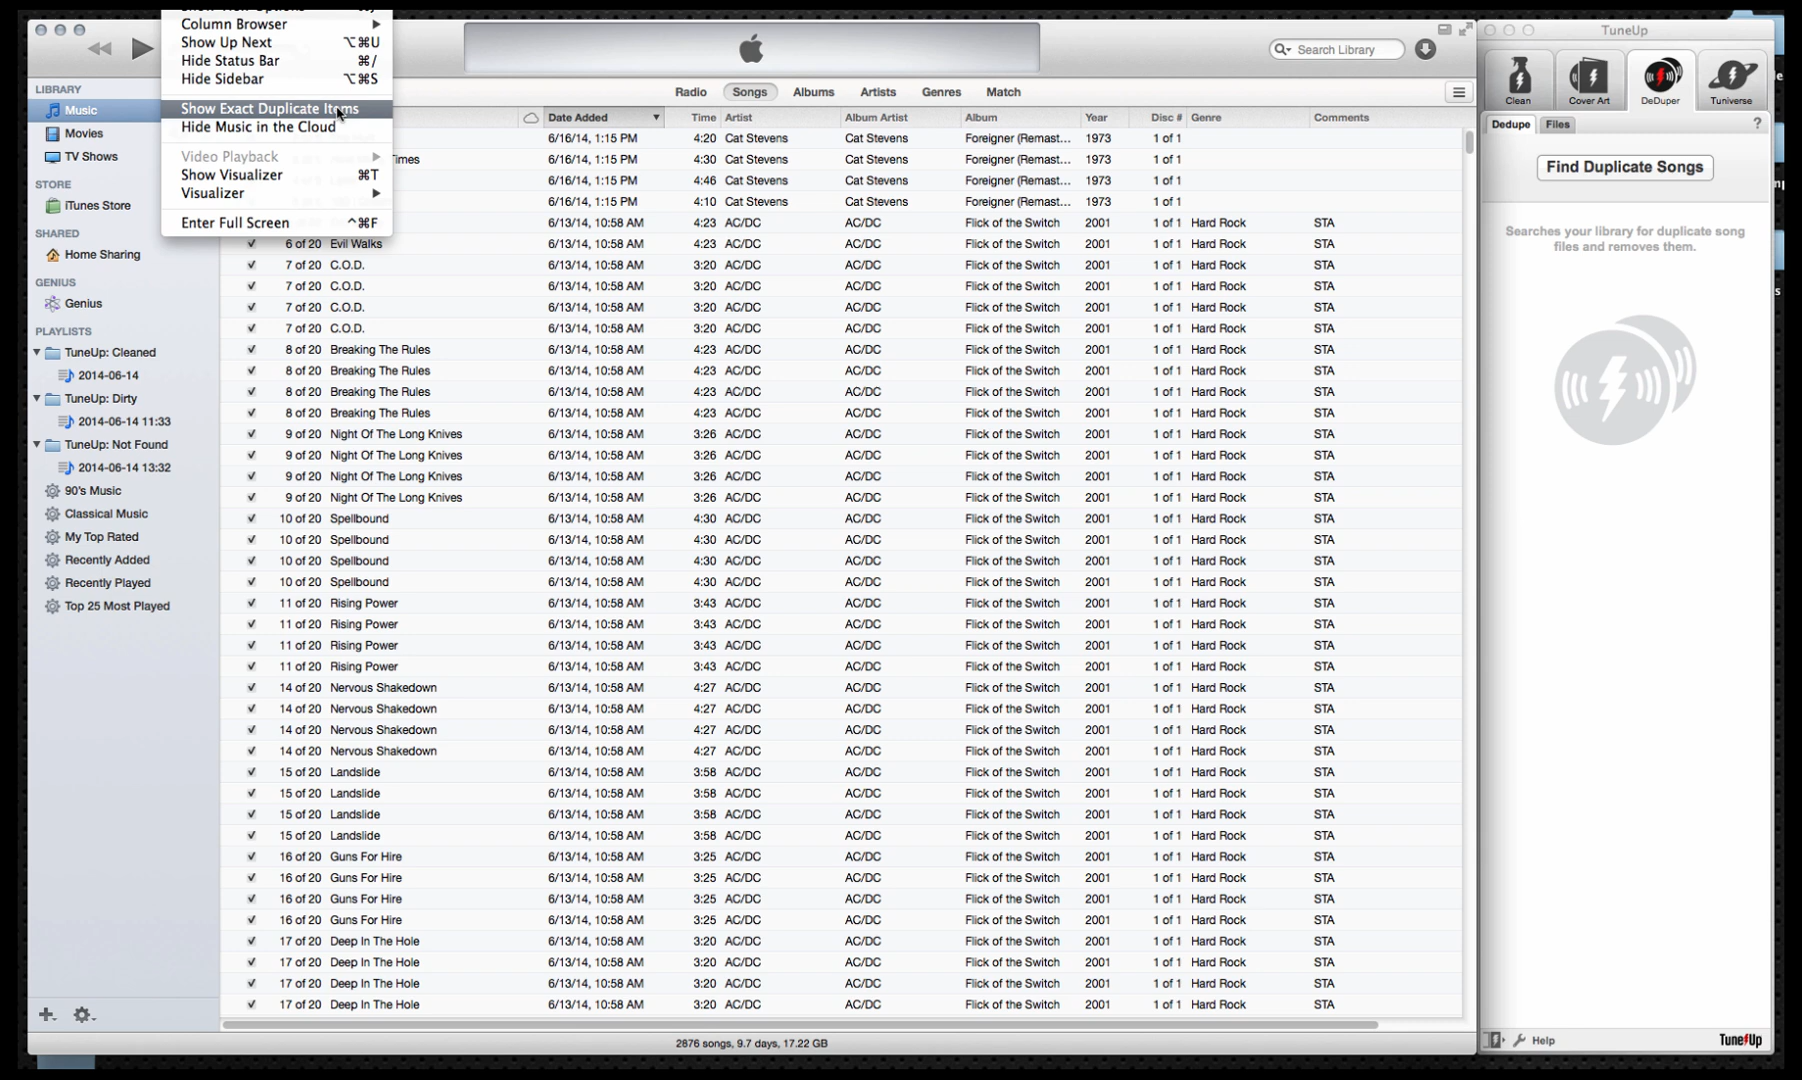 Column Browser
Show Up Next ⌥⌘U
Hide Status Bar ⌘/
Hide Sidebar ⌥⌘S
Show Exact Duplicate Items
Hide Music in the Cloud
Video Playback
Show Visualizer ⌘T
Visualizer
Enter Full Screen ^⌘F
Search Library
LIBRARY
Music
Movies
TV Shows
STORE
iTunes Store
SHARED
Home Sharing
GENIUS
Genius
PLAYLISTS
TuneUp: Cleaned
2014-06-14
TuneUp: Dirty
2014-06-14 11:33
TuneUp: Not Found
2014-06-14 13:32
90's Music
Classical Music
My Top Rated
Recently Added
Recently Played
Top 25 Most Played
Radio Songs Albums Artists Genres Match
Date Added Time Artist Album Artist Album Year Disc # Genre Comments
6/16/14, 1:15 PM 4:20 Cat Stevens Cat Stevens Foreigner (Remast... 1973 1 of 1
Times 6/16/14, 1:15 PM 4:30 Cat Stevens Cat Stevens Foreigner (Remast... 1973 1 of 1
6/16/14, 1:15 PM 4:46 Cat Stevens Cat Stevens Foreigner (Remast... 1973 1 of 1
6/16/14, 1:15 PM 4:10 Cat Stevens Cat Stevens Foreigner (Remast... 1973 1 of 1
6/13/14, 10:58 AM 4:23 AC/DC AC/DC Flick of the Switch 2001 1 of 1 Hard Rock STA
6 of 20 Evil Walks 6/13/14, 10:58 AM 4:23 AC/DC AC/DC Flick of the Switch 2001 1 of 1 Hard Rock STA
7 of 20 C.O.D. 6/13/14, 10:58 AM 3:20 AC/DC AC/DC Flick of the Switch 2001 1 of 1 Hard Rock STA
7 of 20 C.O.D. 6/13/14, 10:58 AM 3:20 AC/DC AC/DC Flick of the Switch 2001 1 of 1 Hard Rock STA
7 of 20 C.O.D. 6/13/14, 10:58 AM 3:20 AC/DC AC/DC Flick of the Switch 2001 1 of 1 Hard Rock STA
7 of 20 C.O.D. 6/13/14, 10:58 AM 3:20 AC/DC AC/DC Flick of the Switch 2001 1 of 1 Hard Rock STA
8 of 20 Breaking The Rules 6/13/14, 10:58 AM 4:23 AC/DC AC/DC Flick of the Switch 2001 1 of 1 Hard Rock STA
8 of 20 Breaking The Rules 6/13/14, 10:58 AM 4:23 AC/DC AC/DC Flick of the Switch 2001 1 of 1 Hard Rock STA
8 of 20 Breaking The Rules 6/13/14, 10:58 AM 4:23 AC/DC AC/DC Flick of the Switch 2001 1 of 1 Hard Rock STA
8 of 20 Breaking The Rules 6/13/14, 10:58 AM 4:23 AC/DC AC/DC Flick of the Switch 2001 1 of 1 Hard Rock STA
9 of 20 Night Of The Long Knives 6/13/14, 10:58 AM 3:26 AC/DC AC/DC Flick of the Switch 2001 1 of 1 Hard Rock STA
9 of 20 Night Of The Long Knives 6/13/14, 10:58 AM 3:26 AC/DC AC/DC Flick of the Switch 2001 1 of 1 Hard Rock STA
9 of 20 Night Of The Long Knives 6/13/14, 10:58 AM 3:26 AC/DC AC/DC Flick of the Switch 2001 1 of 1 Hard Rock STA
9 of 20 Night Of The Long Knives 6/13/14, 10:58 AM 3:26 AC/DC AC/DC Flick of the Switch 2001 1 of 1 Hard Rock STA
10 of 20 Spellbound 6/13/14, 10:58 AM 4:30 AC/DC AC/DC Flick of the Switch 2001 1 of 1 Hard Rock STA
10 of 20 Spellbound 6/13/14, 10:58 AM 4:30 AC/DC AC/DC Flick of the Switch 2001 1 of 1 Hard Rock STA
10 of 20 Spellbound 6/13/14, 10:58 AM 4:30 AC/DC AC/DC Flick of the Switch 2001 1 of 1 Hard Rock STA
10 of 20 Spellbound 6/13/14, 10:58 AM 4:30 AC/DC AC/DC Flick of the Switch 2001 1 of 1 Hard Rock STA
11 of 20 Rising Power 6/13/14, 10:58 AM 3:43 AC/DC AC/DC Flick of the Switch 2001 1 of 1 Hard Rock STA
11 of 20 Rising Power 6/13/14, 10:58 AM 3:43 AC/DC AC/DC Flick of the Switch 2001 1 of 1 Hard Rock STA
11 of 20 Rising Power 6/13/14, 10:58 AM 3:43 AC/DC AC/DC Flick of the Switch 2001 1 of 1 Hard Rock STA
11 of 20 Rising Power 6/13/14, 10:58 AM 3:43 AC/DC AC/DC Flick of the Switch 2001 1 of 1 Hard Rock STA
14 of 20 Nervous Shakedown 6/13/14, 10:58 AM 4:27 AC/DC AC/DC Flick of the Switch 2001 1 of 1 Hard Rock STA
14 of 20 Nervous Shakedown 6/13/14, 10:58 AM 4:27 AC/DC AC/DC Flick of the Switch 2001 1 of 1 Hard Rock STA
14 of 20 Nervous Shakedown 6/13/14, 10:58 AM 4:27 AC/DC AC/DC Flick of the Switch 2001 1 of 1 Hard Rock STA
14 of 20 Nervous Shakedown 6/13/14, 10:58 AM 4:27 AC/DC AC/DC Flick of the Switch 2001 1 of 1 Hard Rock STA
15 of 20 Landslide 6/13/14, 10:58 AM 3:58 AC/DC AC/DC Flick of the Switch 2001 1 of 1 Hard Rock STA
15 of 20 Landslide 6/13/14, 10:58 AM 3:58 AC/DC AC/DC Flick of the Switch 2001 1 of 1 Hard Rock STA
15 of 20 Landslide 6/13/14, 10:58 AM 3:58 AC/DC AC/DC Flick of the Switch 2001 1 of 1 Hard Rock STA
15 of 20 Landslide 6/13/14, 10:58 AM 3:58 AC/DC AC/DC Flick of the Switch 2001 1 of 1 Hard Rock STA
16 of 20 Guns For Hire 6/13/14, 10:58 AM 3:25 AC/DC AC/DC Flick of the Switch 2001 1 of 1 Hard Rock STA
16 of 20 Guns For Hire 6/13/14, 10:58 AM 3:25 AC/DC AC/DC Flick of the Switch 2001 1 of 1 Hard Rock STA
16 of 20 Guns For Hire 6/13/14, 10:58 AM 3:25 AC/DC AC/DC Flick of the Switch 2001 1 of 1 Hard Rock STA
16 of 20 Guns For Hire 6/13/14, 10:58 AM 3:25 AC/DC AC/DC Flick of the Switch 2001 1 of 1 Hard Rock STA
17 of 20 Deep In The Hole 6/13/14, 10:58 AM 3:20 AC/DC AC/DC Flick of the Switch 2001 1 of 1 Hard Rock STA
17 of 20 Deep In The Hole 6/13/14, 10:58 AM 3:20 AC/DC AC/DC Flick of the Switch 2001 1 of 1 Hard Rock STA
17 of 20 Deep In The Hole 6/13/14, 10:58 AM 3:20 AC/DC AC/DC Flick of the Switch 2001 1 of 1 Hard Rock STA
17 of 20 Deep In The Hole 6/13/14, 10:58 AM 3:20 AC/DC AC/DC Flick of the Switch 2001 1 of 1 Hard Rock STA
2876 songs, 9.7 days, 17.22 GB
TuneUp
Clean Cover Art DeDuper Tuniverse
Dedupe Files ?
Find Duplicate Songs
Searches your library for duplicate song
files and removes them.
Help TuneUp